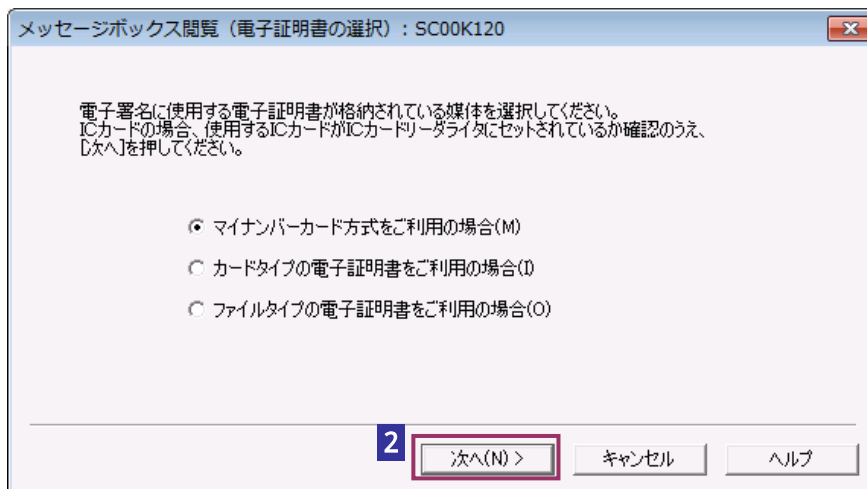 メッセージボックス閲覧（電子証明書の選択）: SC00K120
電子署名に使用する電子証明書が格納されている媒体を選択してください。
ICカードの場合、使用するICカードがICカードリーダライタにセットされているか確認のうえ、
[次へ]を押してください。
マイナンバーカード方式をご利用の場合(M)
カードタイプの電子証明書をご利用の場合(I)
ファイルタイプの電子証明書をご利用の場合(O)
2
次へ(N) >
キャンセル
ヘルプ